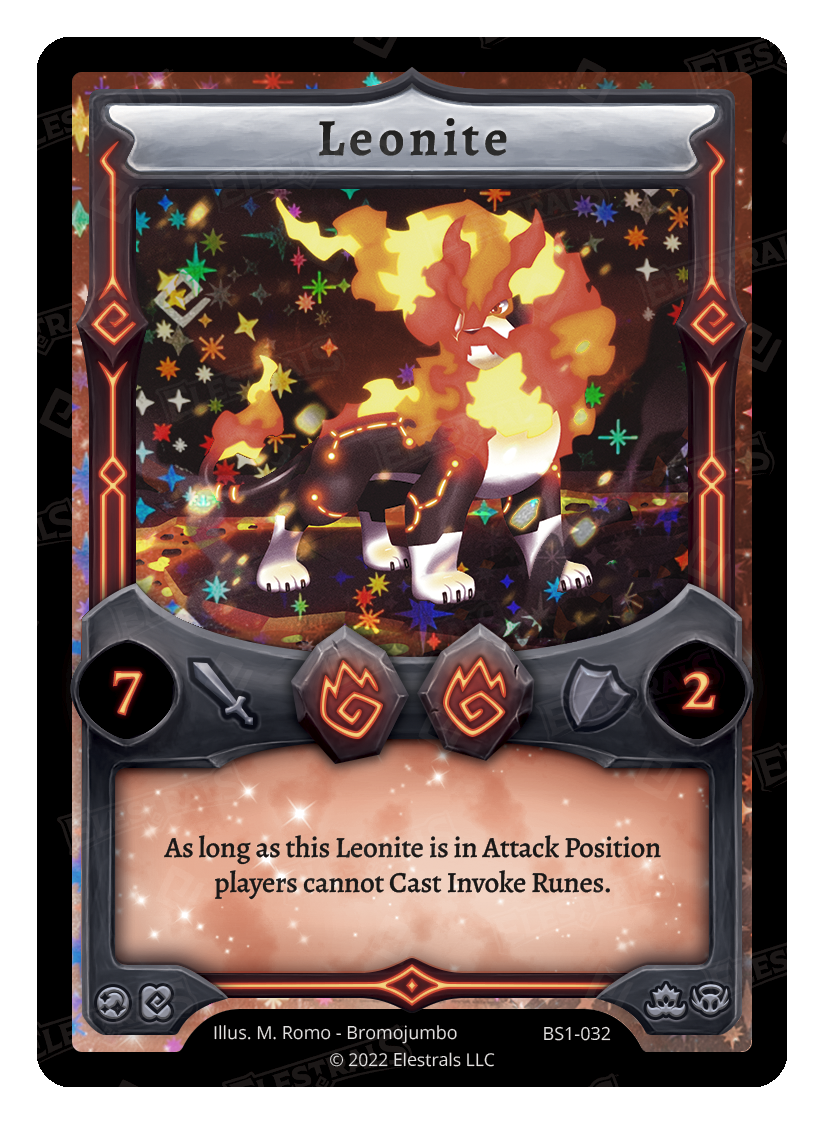 Leonite
7
2
As long as this Leonite is in Attack Position
players cannot Cast Invoke Runes.
Illus. M. Romo - Bromojumbo BS1-032
© 2022 Elestrals LLC